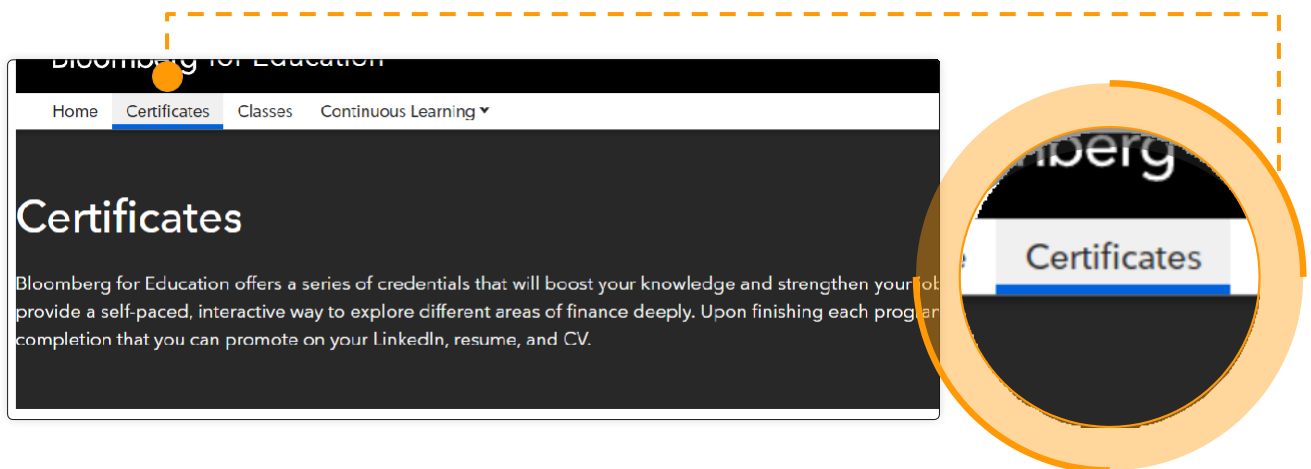 Bloomberg for Education
Home Certificates Classes Continuous Learning
Certificates
Bloomberg for Education offers a series of credentials that will boost your knowledge and strengthen your job
provide a self-paced, interactive way to explore different areas of finance deeply. Upon finishing each program
completion that you can promote on your LinkedIn, resume, and CV.
nberg
Certificates